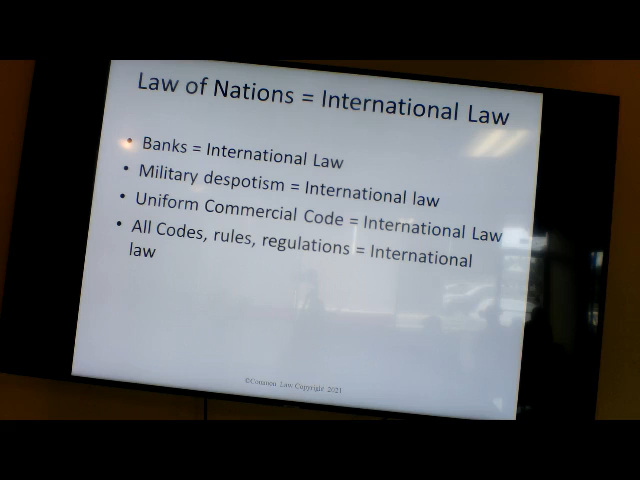 Law of Nations = International Law
• Banks = International Law
• Military despotism = International law
• Uniform Commercial Code = International Law
• All Codes, rules, regulations = International
law
©Common Law Copyright 2021